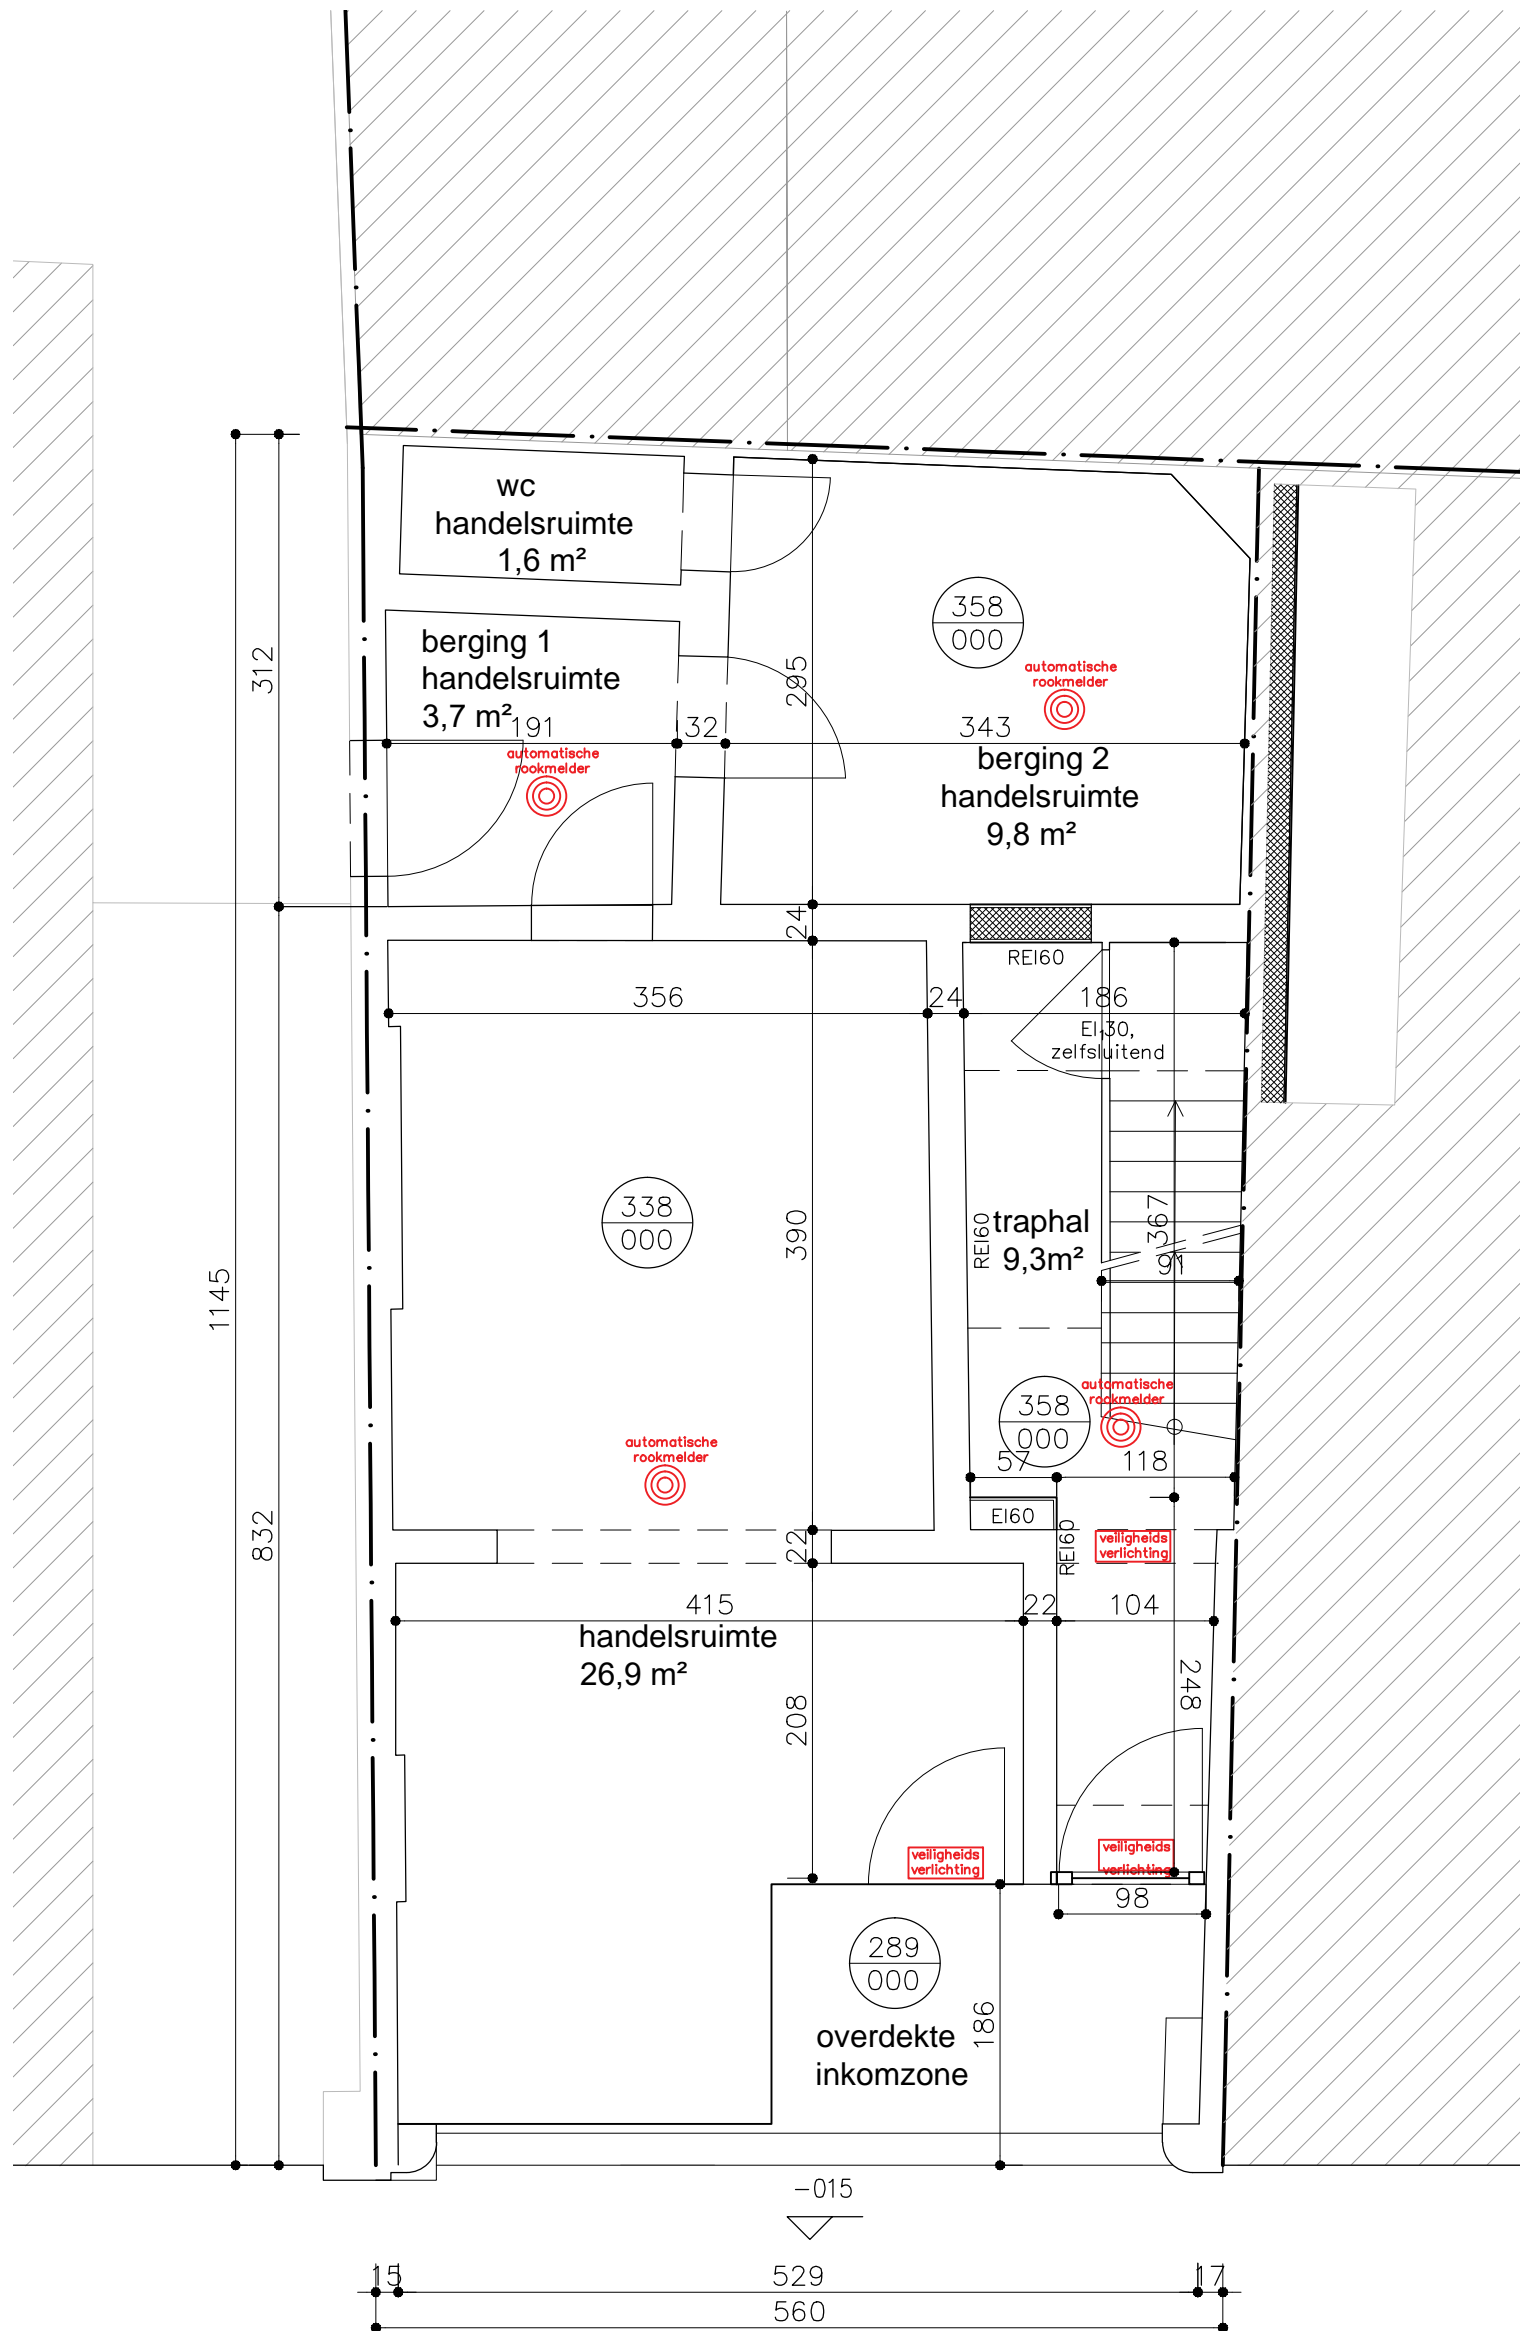 wc
handelsruimte
1,6 m²
358
000
berging 1
handelsruimte
3,7 m²
312
295
automatische
rookmelder
191
32
343
automatische
rookmelder
berging 2
handelsruimte
9,8 m²
24
REI60
356
24
186
EI₁30,
zelfsluitend
338
000
390
REI60
traphal
9,3m²
367
91
1145
358
000
automatische
rookmelder
automatische
rookmelder
57
118
EI60
REI60
832
22
veiligheids
verlichting
415
22
104
handelsruimte
26,9 m²
248
208
veiligheids
verlichting
veiligheids
verlichting
98
289
000
186
overdekte
inkomzone
-015
15
529
17
560